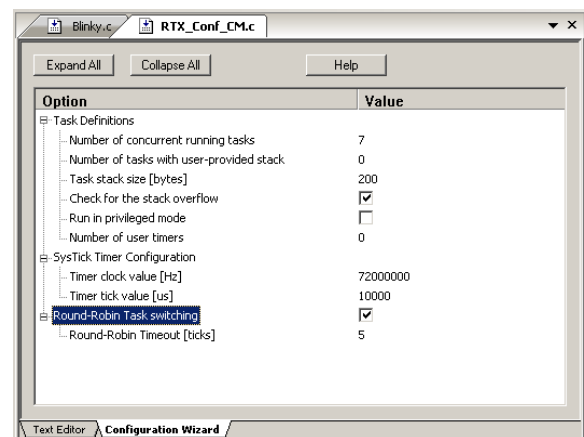 Blinky.c RTX_Conf_CM.c
Expand All Collapse All Help
Option Value
Task Definitions
Number of concurrent running tasks 7
Number of tasks with user-provided stack 0
Task stack size [bytes] 200
Check for the stack overflow
Run in privileged mode
Number of user timers 0
SysTick Timer Configuration
Timer clock value [Hz] 72000000
Timer tick value [us] 10000
Round-Robin Task switching
Round-Robin Timeout [ticks] 5
Text Editor Configuration Wizard